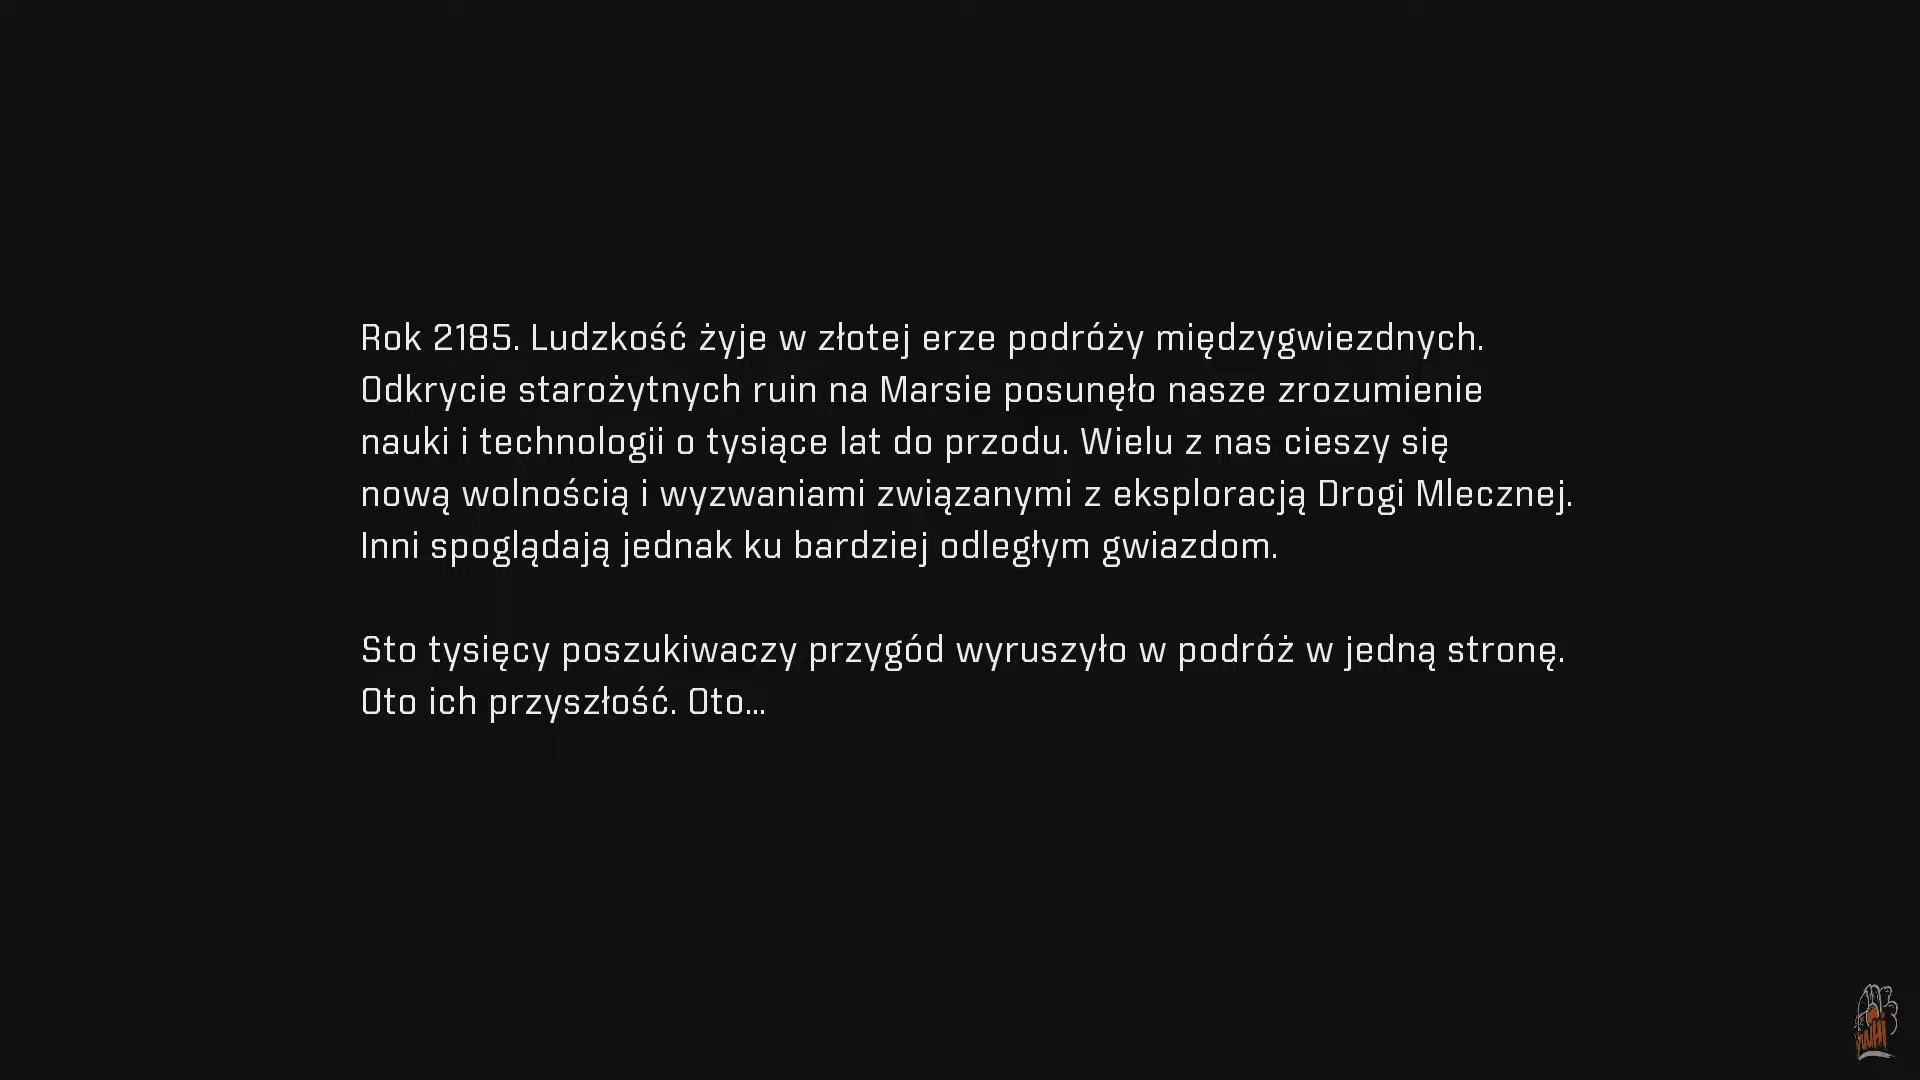 Rok 2185. Ludzkość żyje w złotej erze podróży międzygwiezdnych.
Odkrycie starożytnych ruin na Marsie posunęło nasze zrozumienie
nauki i technologii o tysiące lat do przodu. Wielu z nas cieszy się
nową wolnością i wyzwaniami związanymi z eksploracją Drogi Mlecznej.
Inni spoglądają jednak ku bardziej odległym gwiazdom.
Sto tysięcy poszukiwaczy przygód wyruszyło w podróż w jedną stronę.
Oto ich przyszłość. Oto...